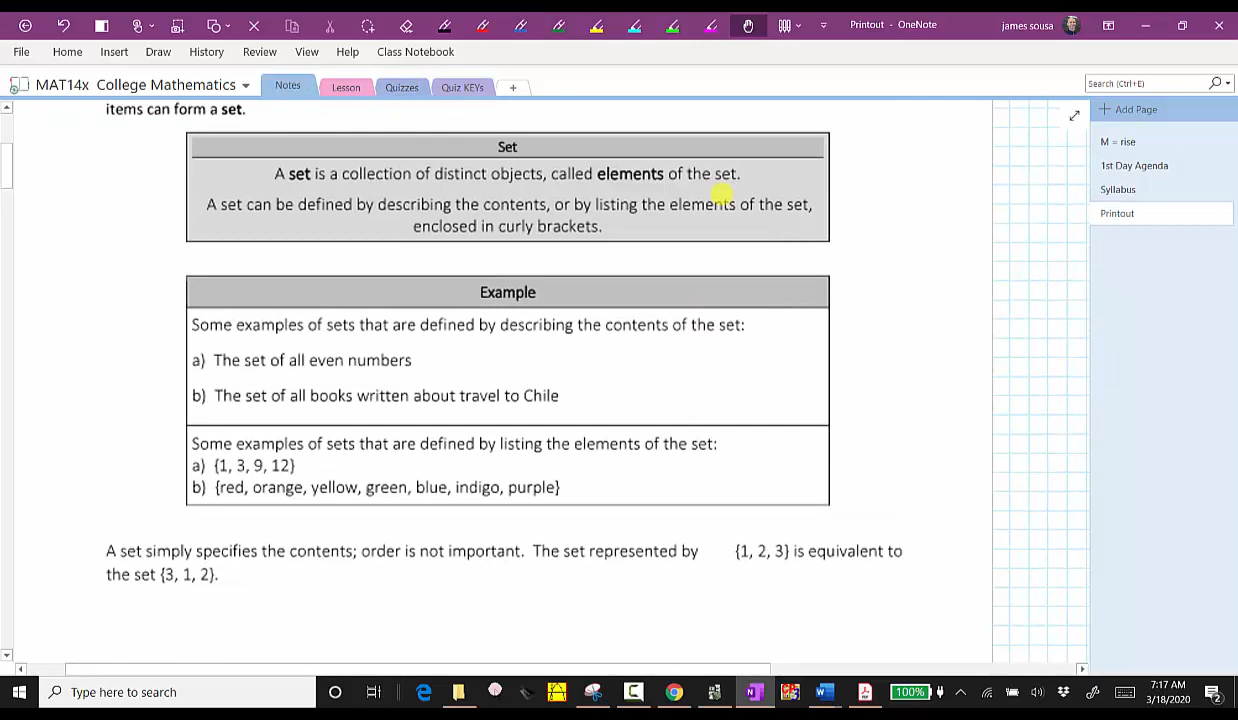 Printout - OneNote
james sousa
File Home Insert Draw History Review View Help Class Notebook
MAT14x College Mathematics
Notes
Lesson
Quizzes
Quiz KEYs
+
Search (Ctrl+E)
Add Page
M = rise
1st Day Agenda
Syllabus
Printout
items can form a set.
Set
A set is a collection of distinct objects, called elements of the set.
A set can be defined by describing the contents, or by listing the elements of the set,
enclosed in curly brackets.
Example
Some examples of sets that are defined by describing the contents of the set:
a) The set of all even numbers
b) The set of all books written about travel to Chile
Some examples of sets that are defined by listing the elements of the set:
a) {1, 3, 9, 12}
b) {red, orange, yellow, green, blue, indigo, purple}
A set simply specifies the contents; order is not important. The set represented by {1, 2, 3} is equivalent to
the set {3, 1, 2}.
Type here to search
100%
7:17 AM
3/18/2020
2